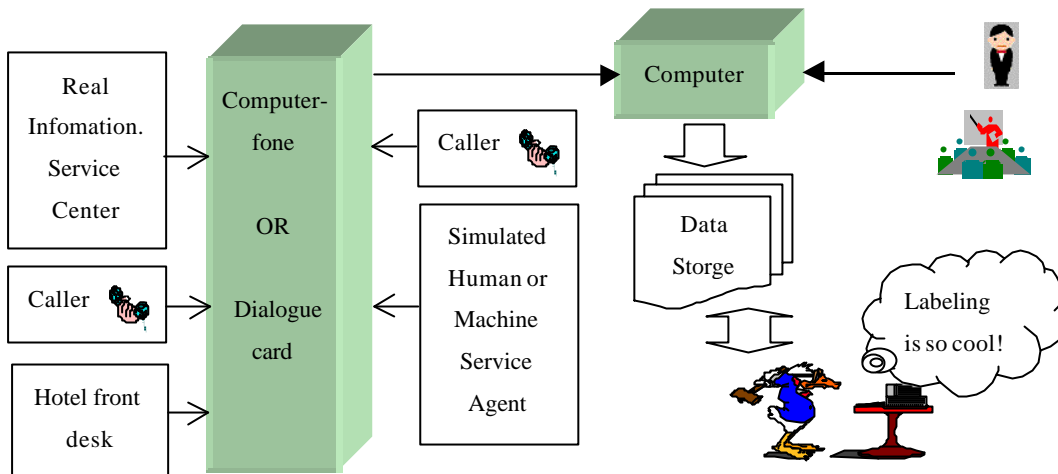 Real
Infomation.
Service
Center
Caller
Hotel front
desk
Computer-
fone
OR
Dialogue
card
Caller
Simulated
Human or
Machine
Service
Agent
Computer
Data
Storge
Labeling
is so cool!